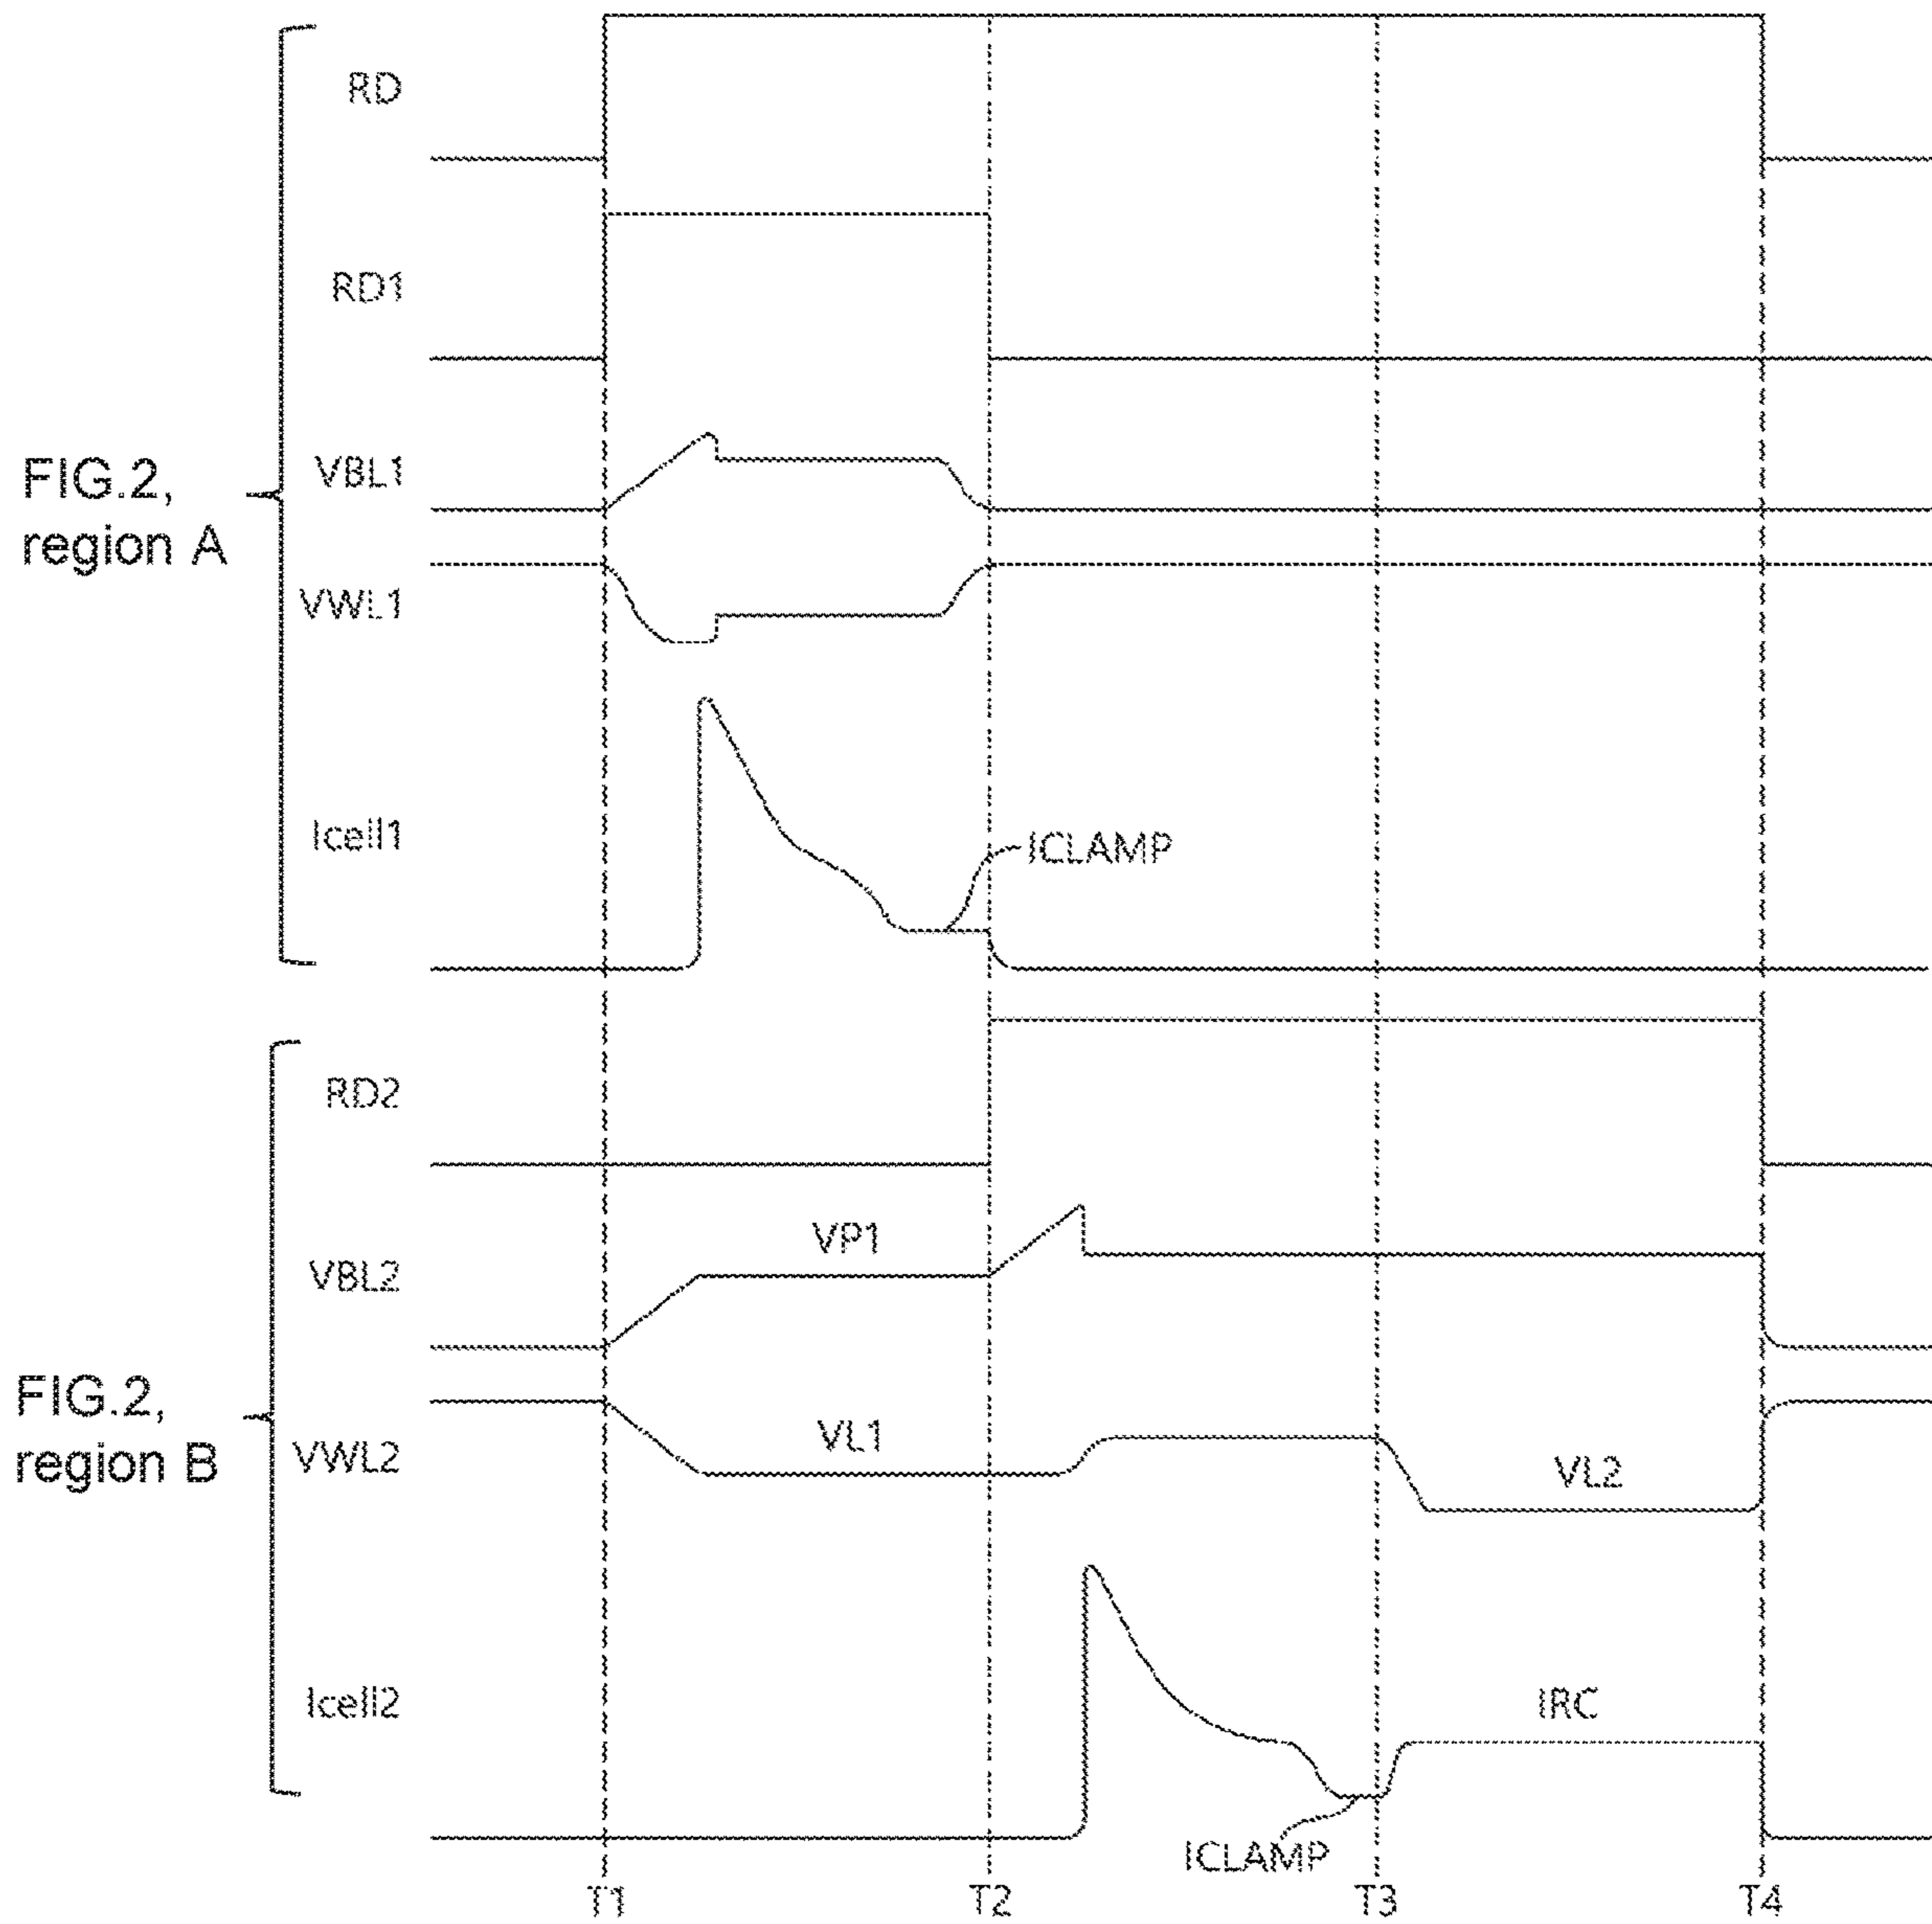 RD
RD1
FIG.2,
region A
VBL1
VWL1
Icell1
ICLAMP
RD2
VP1
VBL2
FIG.2,
region B
VL1
VWL2
VL2
Icell2
IRC
ICLAMP
T1 T2 T3 T4